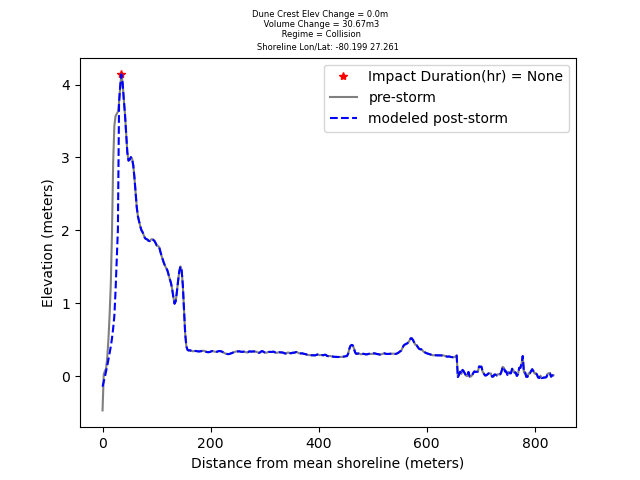 Dune Crest Elev Change = 0.0m
Volume Change = 30.67m3
Regime = Collision
Shoreline Lon/Lat: -80.199 27.261
Impact Duration(hr) = None
pre-storm
modeled post-storm
Elevation (meters)
4
3
2
1
0
0 200 400 600 800
Distance from mean shoreline (meters)